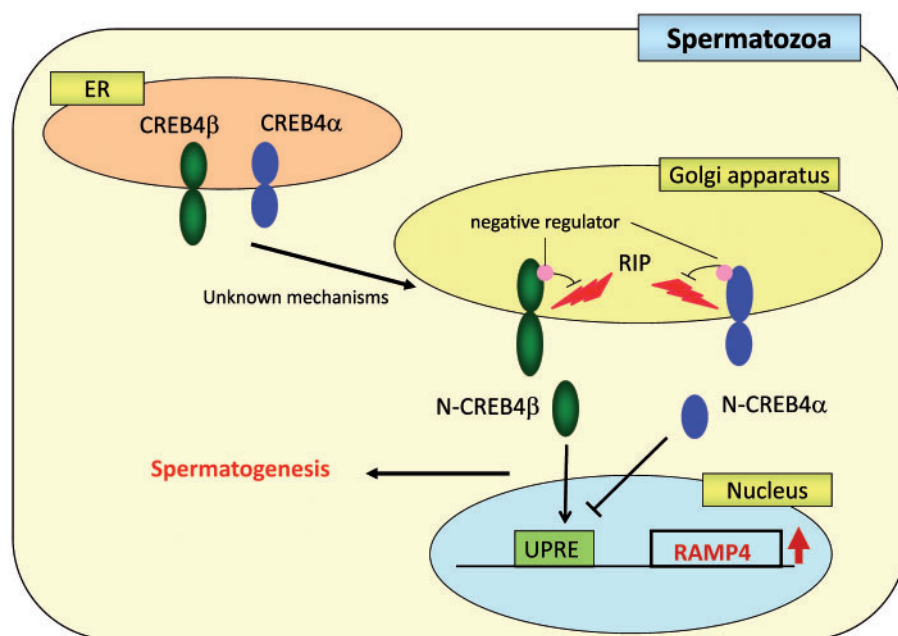 Spermatozoa
ER
CREB4β
CREB4α
Golgi apparatus
negative regulator
RIP
Unknown mechanisms
N-CREB4β
N-CREB4α
Spermatogenesis
Nucleus
UPRE
RAMP4